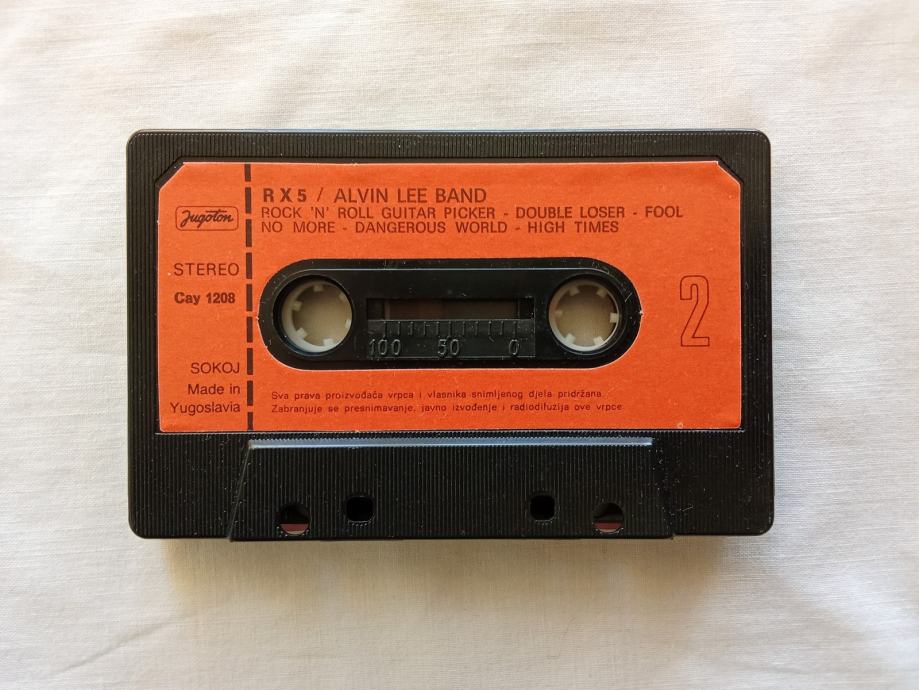 R X 5 / ALVIN LEE BAND
ROCK 'N' ROLL GUITAR PICKER - DOUBLE LOSER - FOOL
NO MORE - DANGEROUS WORLD - HIGH TIMES
Jugoton
STEREO
Cay 1208
2
100 50 0
SOKOJ
Made in
Yugoslavia
Sva prava proizvođača vrpca i vlasnika snimljenog djela pridržana.
Zabranjuje se presnimavanje, javno izvođenje i radiodifuzija ove vrpce